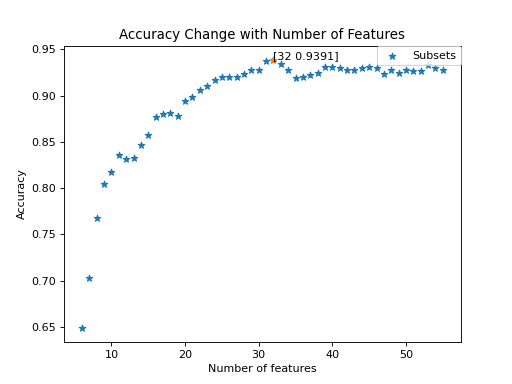 Accuracy Change with Number of Features
[32 0.9391]
Subsets
0.95
0.90
0.85
0.80
0.75
0.70
0.65
Accuracy
10 20 30 40 50
Number of features